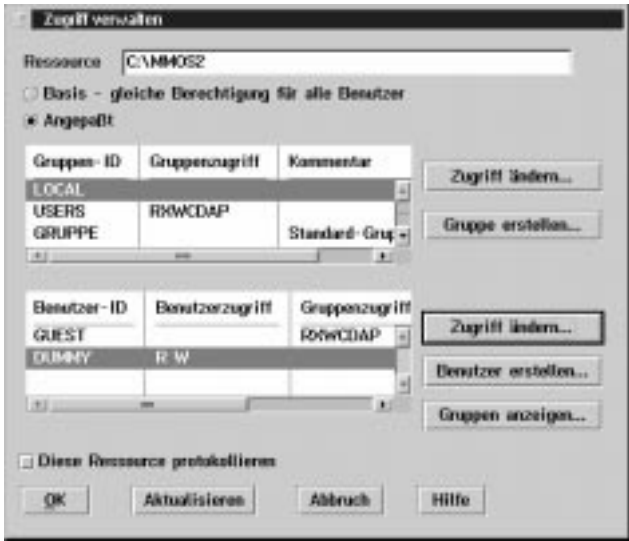 Zugriff verwalten
Ressource C:\MMOS2
Basis - gleiche Berechtigung für alle Benutzer
Angepaßt
Gruppen-ID Gruppenzugriff Kommentar
LOCAL
USERS RXWCDAP
GRUPPE Standard-Grup
Zugriff ändern...
Gruppe erstellen...
Benutzer-ID Benutzerzugriff Gruppenzugriff
GUEST RXWCDAP
DUMMY R W
Zugriff ändern...
Benutzer erstellen...
Gruppen anzeigen...
Diese Ressource protokollieren
OK Aktualisieren Abbruch Hilfe